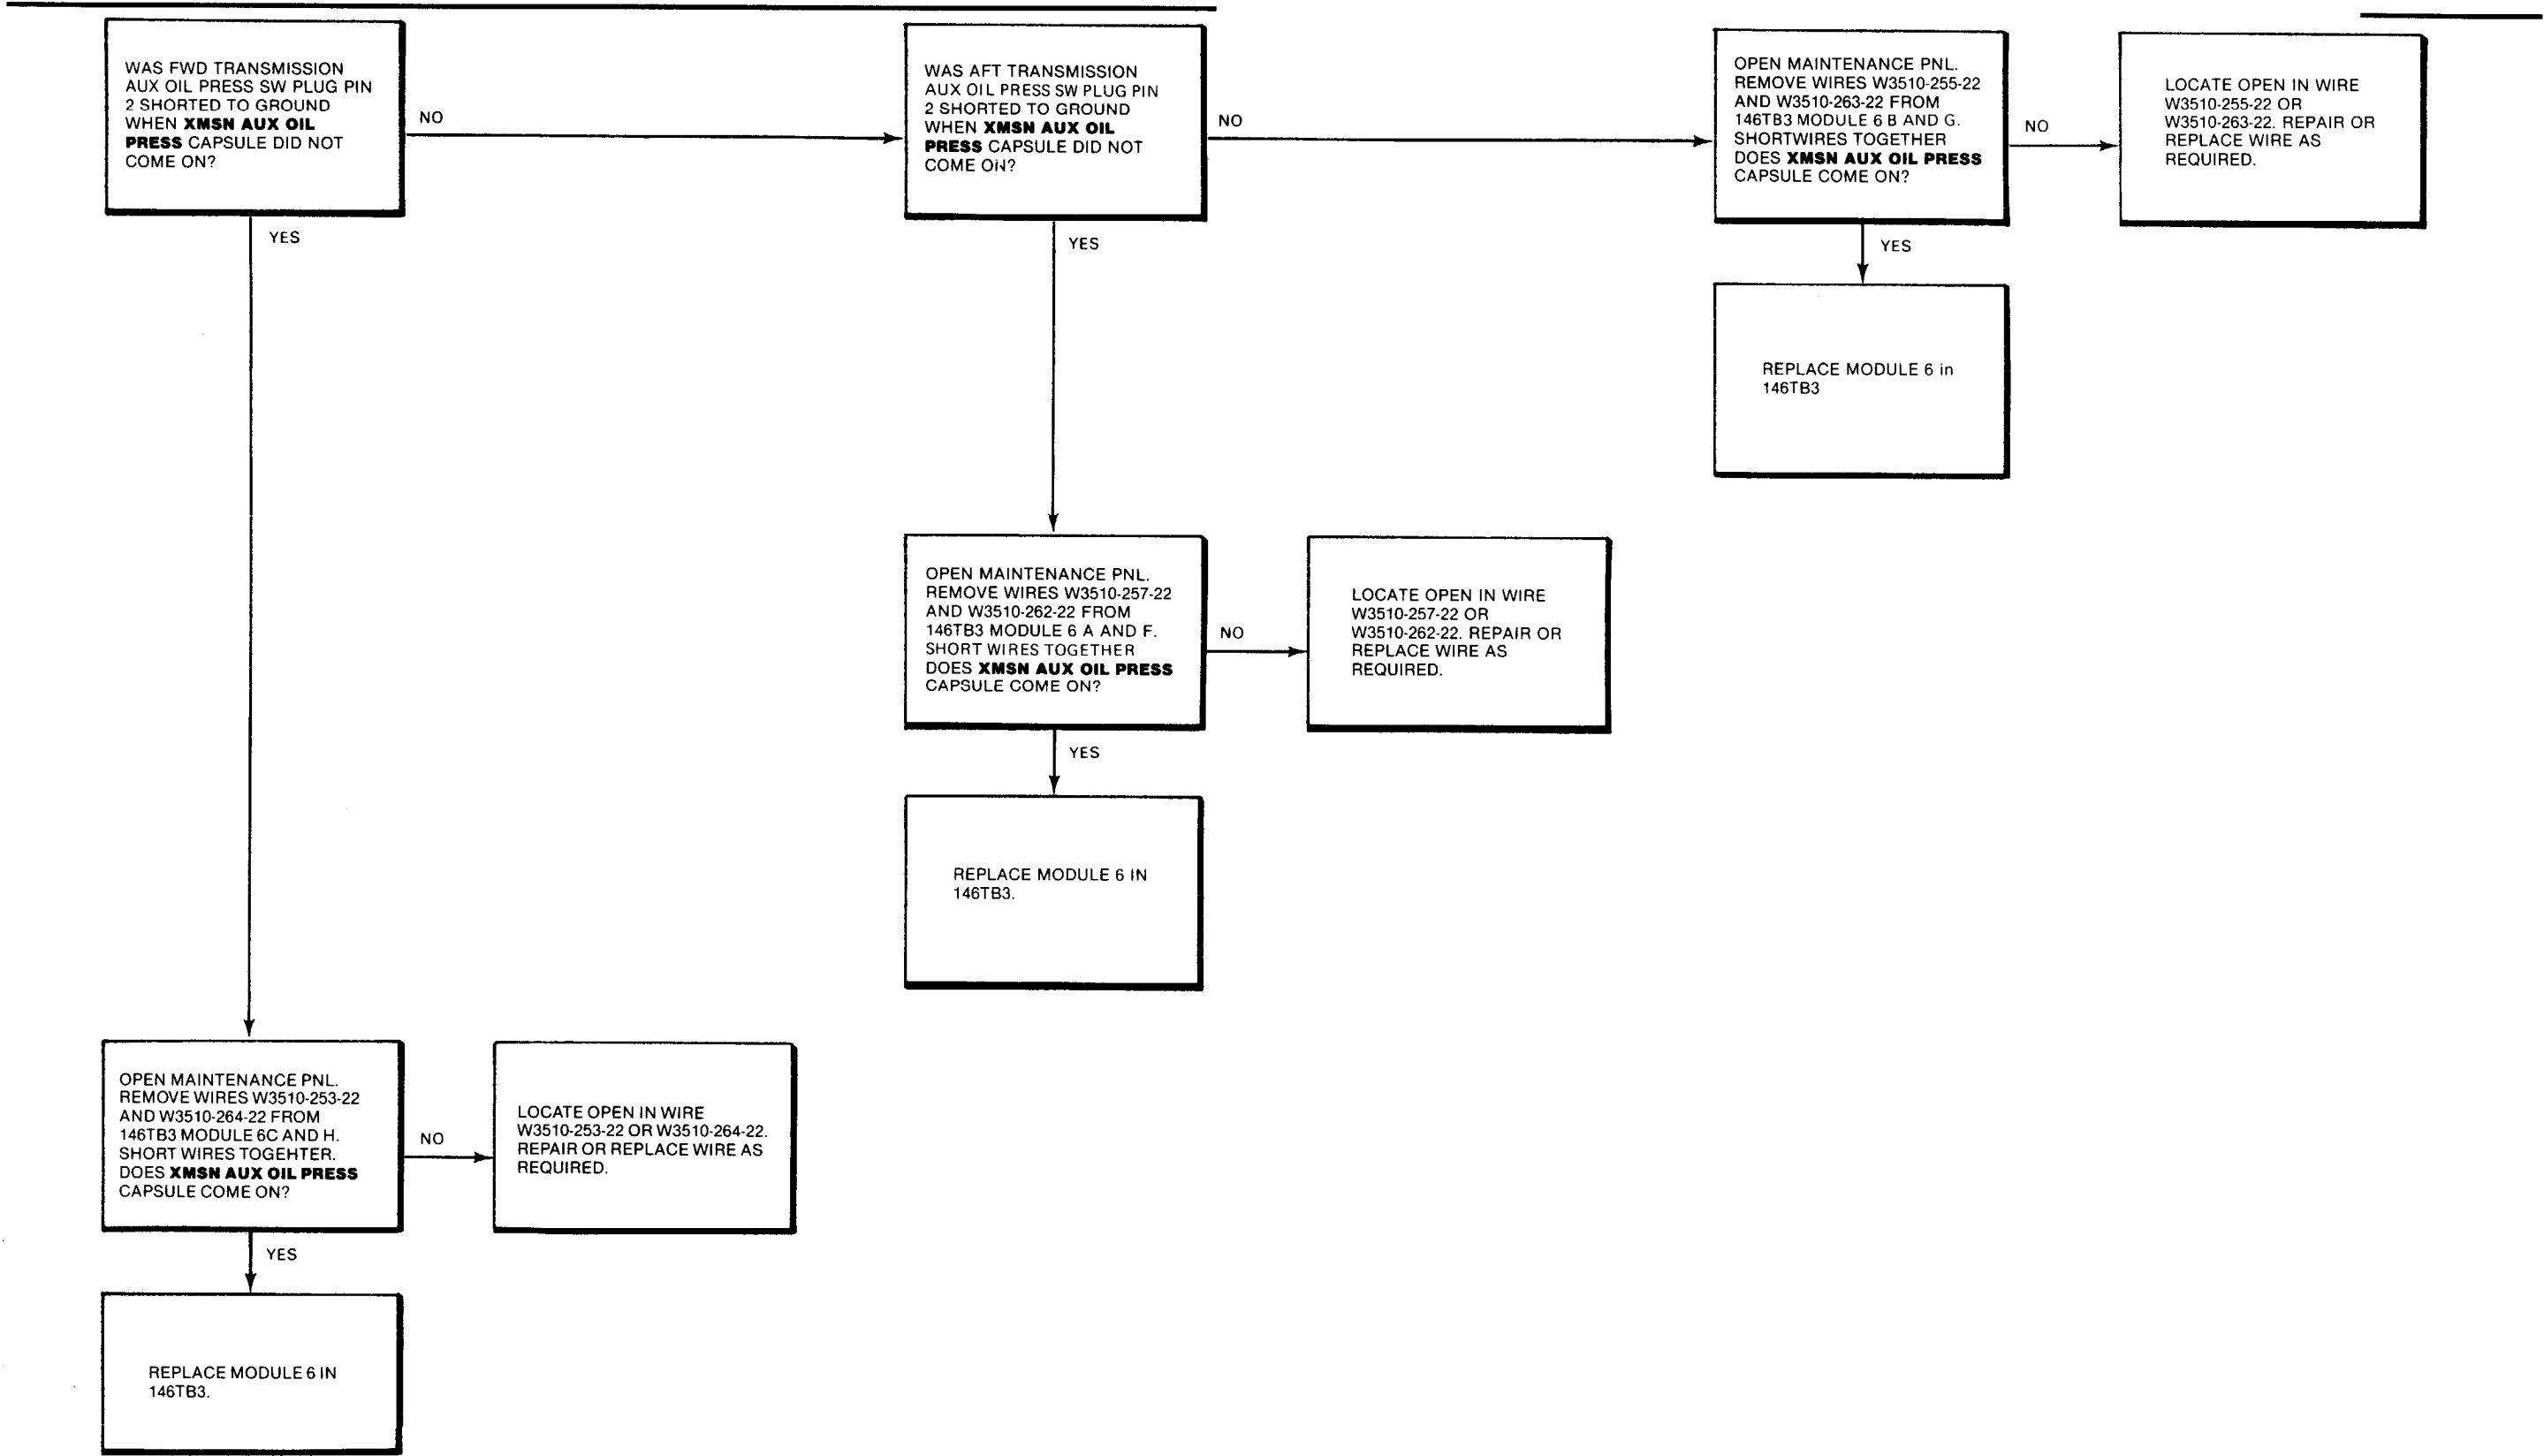 WAS FWD TRANSMISSION
AUX OIL PRESS SW PLUG PIN
2 SHORTED TO GROUND
WHEN XMSN AUX OIL
PRESS CAPSULE DID NOT
COME ON?
NO
YES
WAS AFT TRANSMISSION
AUX OIL PRESS SW PLUG PIN
2 SHORTED TO GROUND
WHEN XMSN AUX OIL
PRESS CAPSULE DID NOT
COME ON?
NO
YES
OPEN MAINTENANCE PNL.
REMOVE WIRES W3510-255-22
AND W3510-263-22 FROM
146TB3 MODULE 6 B AND G.
SHORTWIRES TOGETHER
DOES XMSN AUX OIL PRESS
CAPSULE COME ON?
NO
YES
LOCATE OPEN IN WIRE
W3510-255-22 OR
W3510-263-22. REPAIR OR
REPLACE WIRE AS
REQUIRED.
REPLACE MODULE 6 in
146TB3
OPEN MAINTENANCE PNL.
REMOVE WIRES W3510-257-22
AND W3510-262-22 FROM
146TB3 MODULE 6 A AND F.
SHORT WIRES TOGETHER
DOES XMSN AUX OIL PRESS
CAPSULE COME ON?
NO
YES
LOCATE OPEN IN WIRE
W3510-257-22 OR
W3510-262-22. REPAIR OR
REPLACE WIRE AS
REQUIRED.
REPLACE MODULE 6 IN
146TB3.
OPEN MAINTENANCE PNL.
REMOVE WIRES W3510-253-22
AND W3510-264-22 FROM
146TB3 MODULE 6C AND H.
SHORT WIRES TOGEHTER.
DOES XMSN AUX OIL PRESS
CAPSULE COME ON?
NO
YES
LOCATE OPEN IN WIRE
W3510-253-22 OR W3510-264-22.
REPAIR OR REPLACE WIRE AS
REQUIRED.
REPLACE MODULE 6 IN
146TB3.